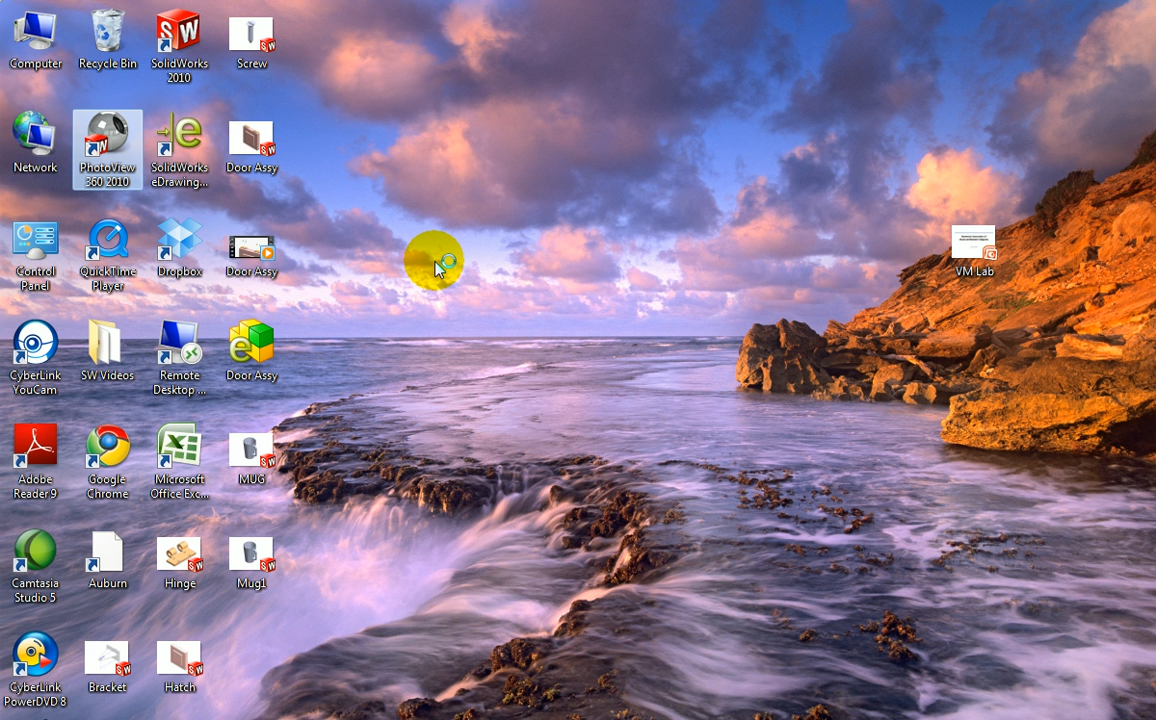 Computer
Recycle Bin
SolidWorks
2010
Screw
Network
PhotoView
360 2010
SolidWorks
eDrawing...
Door Assy
Control
Panel
QuickTime
Player
Dropbox
Door Assy
VM Lab
CyberLink
YouCam
SW Videos
Remote
Desktop ...
Door Assy
Adobe
Reader 9
Google
Chrome
Microsoft
Office Exc...
MUG
Camtasia
Studio 5
Auburn
Hinge
Mug1
CyberLink
PowerDVD 8
Bracket
Hatch